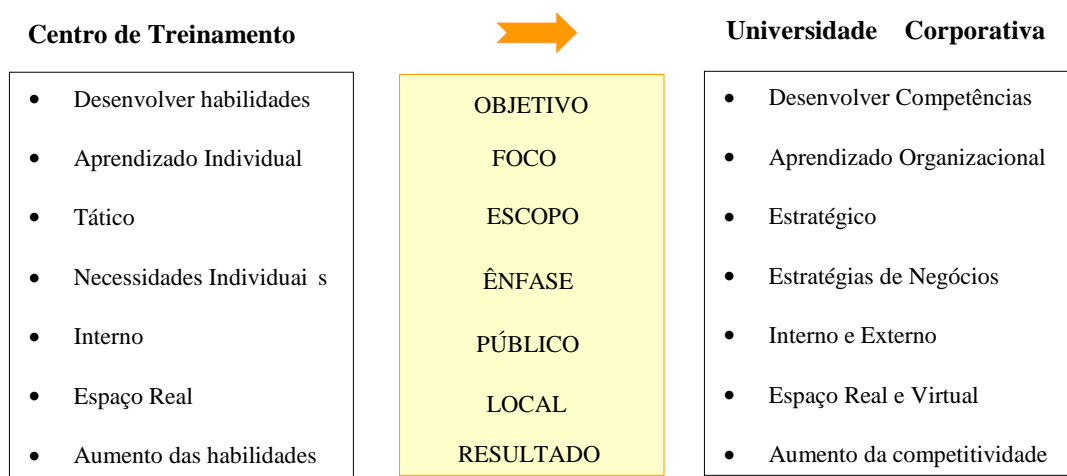 Centro de Treinamento
Universidade Corporativa
• Desenvolver habilidades
OBJETIVO
• Desenvolver Competências
• Aprendizado Individual
FOCO
• Aprendizado Organizacional
• Tático
ESCOPO
• Estratégico
• Necessidades Individuai s
ÊNFASE
• Estratégias de Negócios
• Interno
PÚBLICO
• Interno e Externo
• Espaço Real
LOCAL
• Espaço Real e Virtual
• Aumento das habilidades
RESULTADO
• Aumento da competitividade